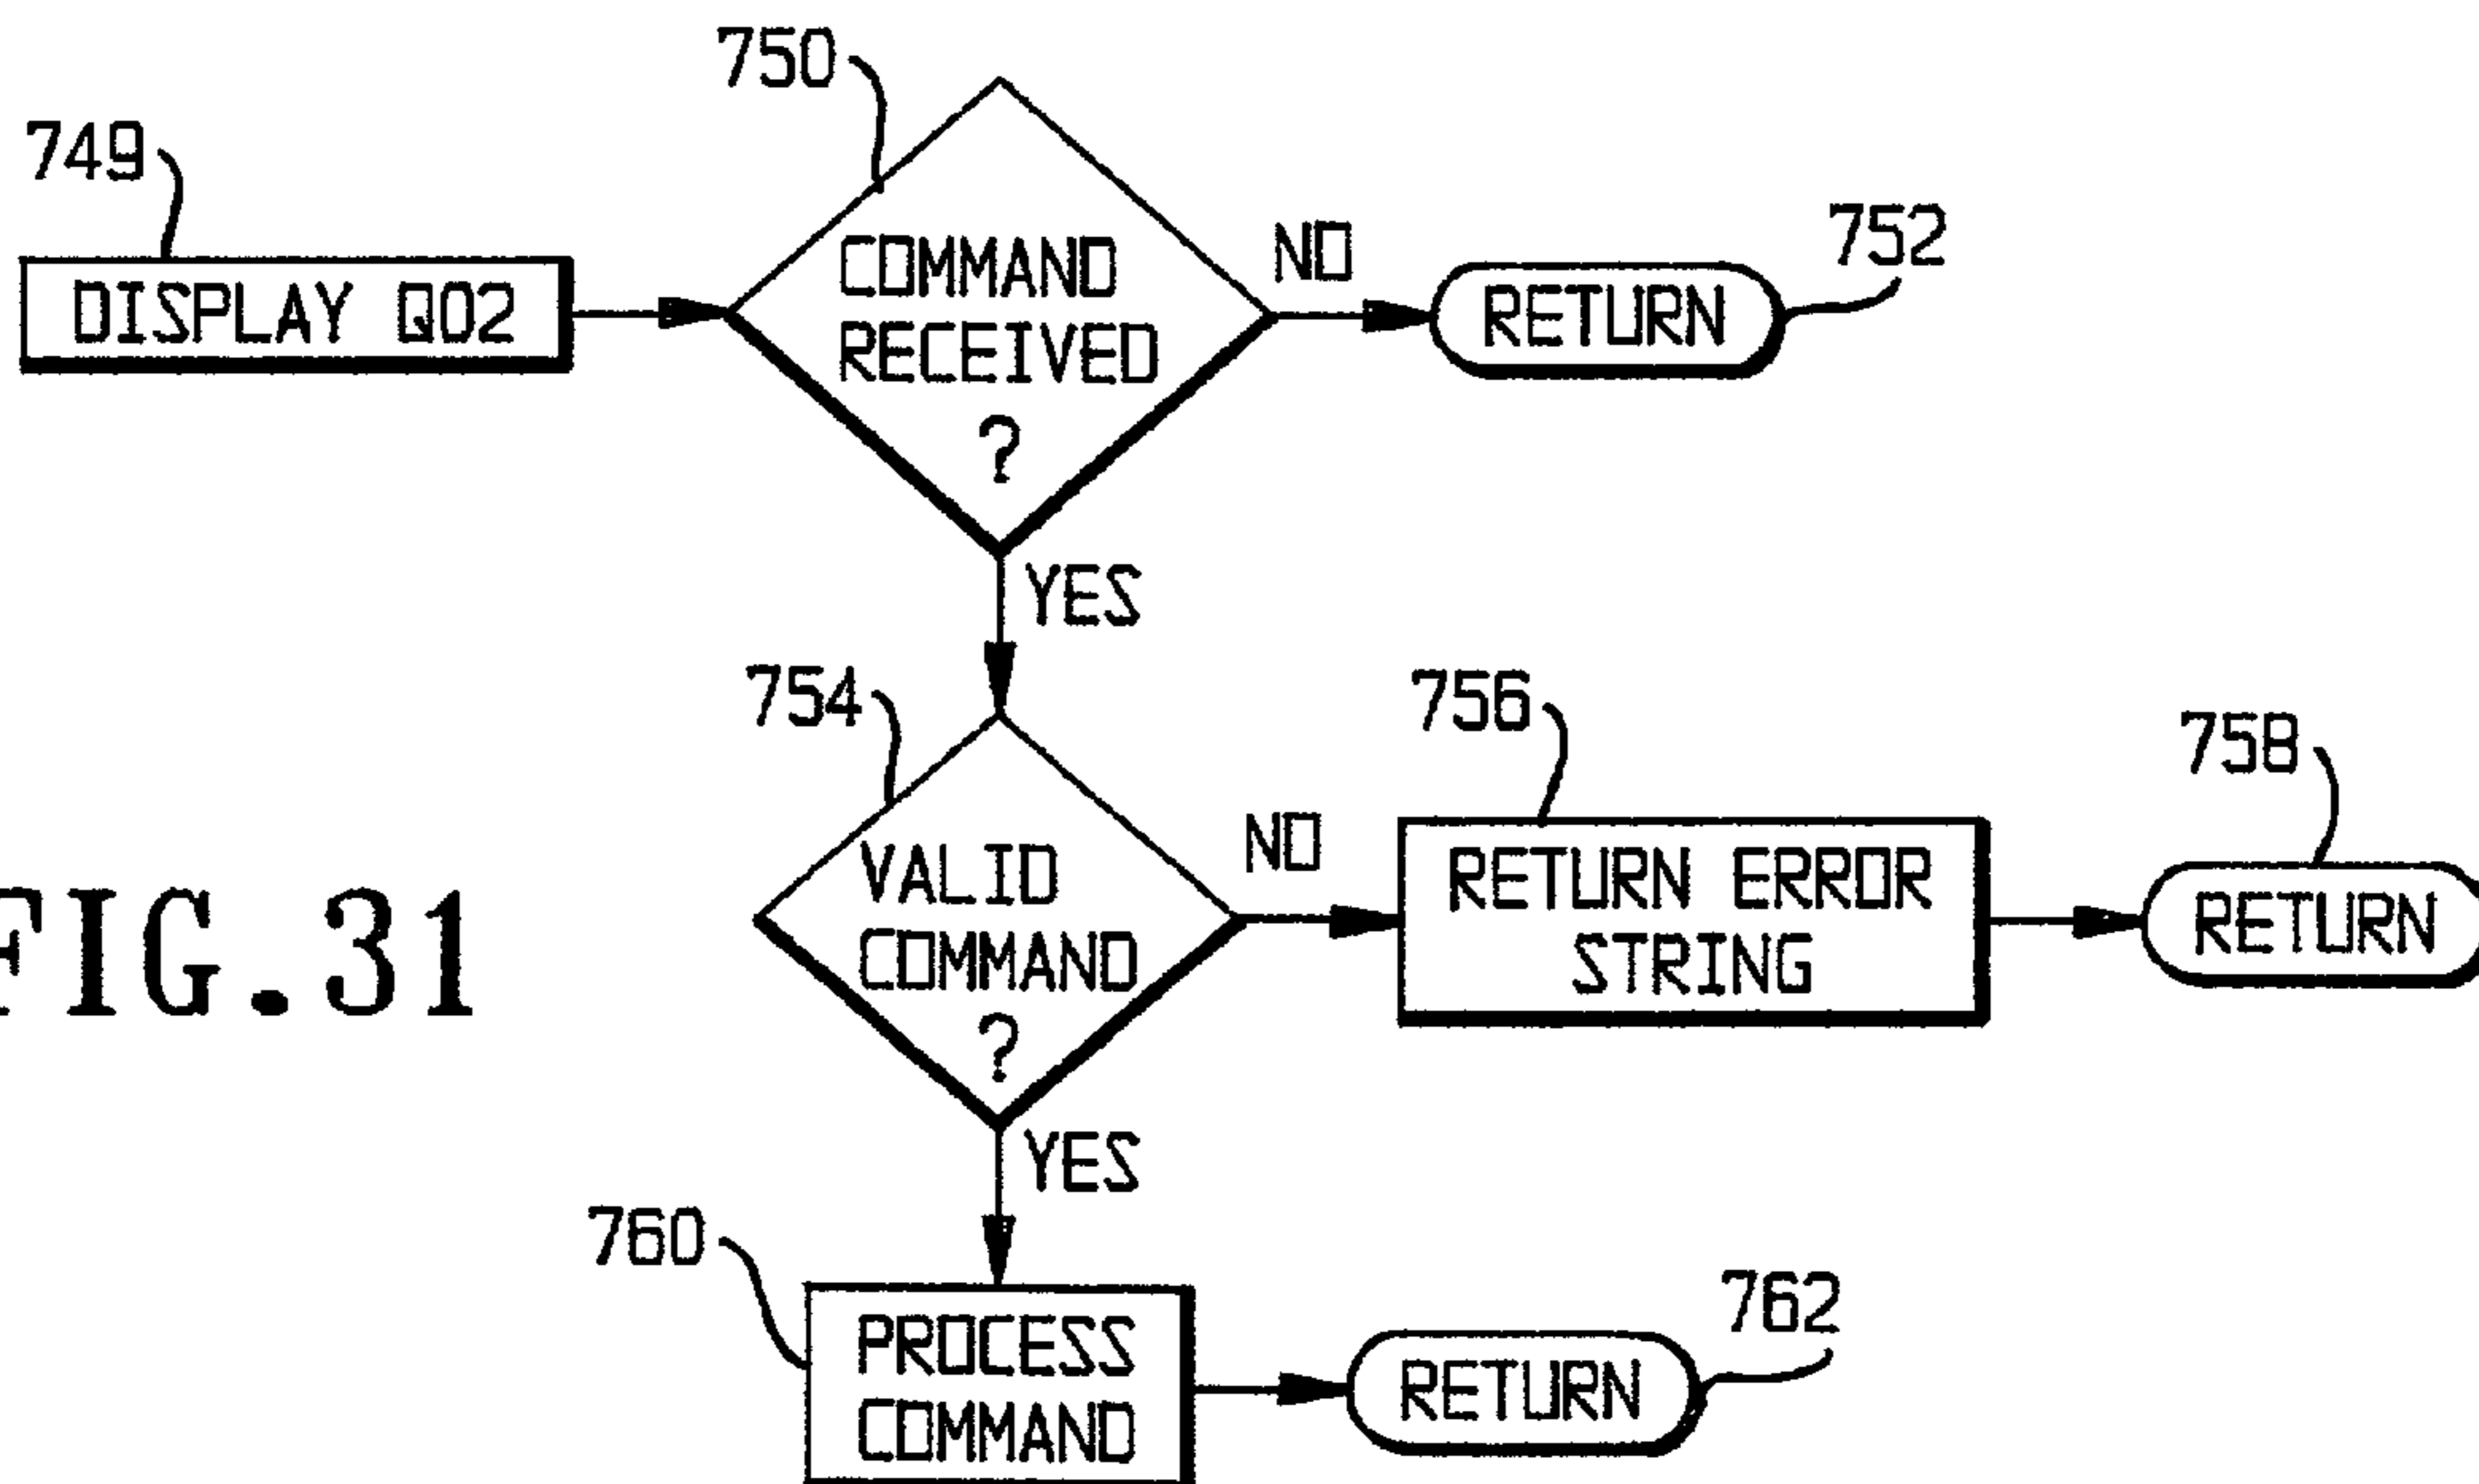 750
749
DISPLAY Q02
COMMAND
RECEIVED
?
NO
752
RETURN
YES
754
VALID
COMMAND
?
NO
756
RETURN ERROR
STRING
758
RETURN
FIG.31
YES
760
PROCESS
COMMAND
762
RETURN